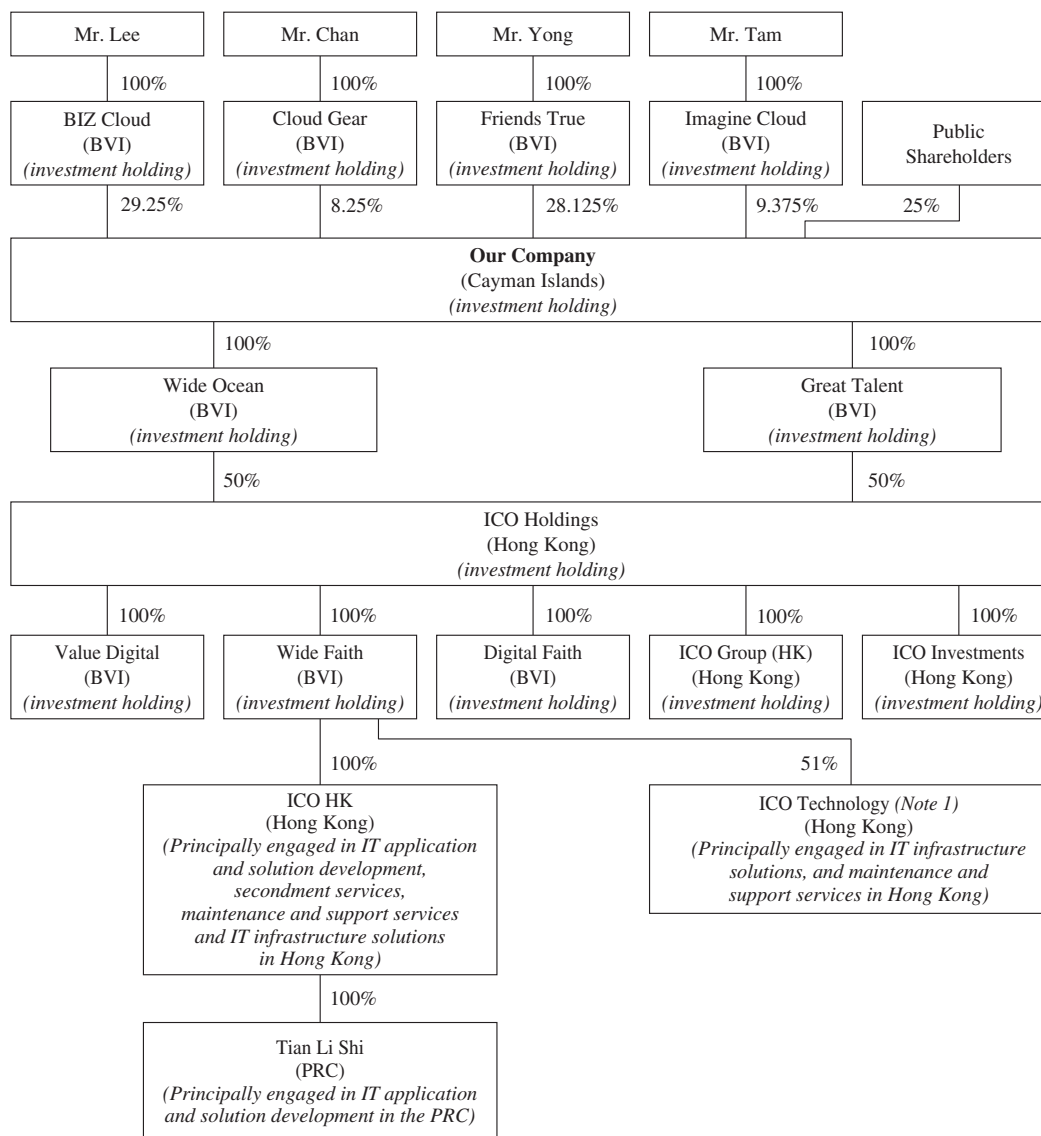 Mr. Lee
Mr. Chan
Mr. Yong
Mr. Tam
100%
100%
100%
100%
BIZ Cloud
(BVI)
(investment holding)
Cloud Gear
(BVI)
(investment holding)
Friends True
(BVI)
(investment holding)
Imagine Cloud
(BVI)
(investment holding)
Public
Shareholders
29.25%
8.25%
28.125%
9.375%
25%
Our Company
(Cayman Islands)
(investment holding)
100%
100%
Wide Ocean
(BVI)
(investment holding)
Great Talent
(BVI)
(investment holding)
50%
50%
ICO Holdings
(Hong Kong)
(investment holding)
100%
100%
100%
100%
100%
Value Digital
(BVI)
(investment holding)
Wide Faith
(BVI)
(investment holding)
Digital Faith
(BVI)
(investment holding)
ICO Group (HK)
(Hong Kong)
(investment holding)
ICO Investments
(Hong Kong)
(investment holding)
100%
51%
ICO HK
(Hong Kong)
(Principally engaged in IT application
and solution development,
secondment services,
maintenance and support services
and IT infrastructure solutions
in Hong Kong)
ICO Technology (Note 1)
(Hong Kong)
(Principally engaged in IT infrastructure
solutions, and maintenance and
support services in Hong Kong)
100%
Tian Li Shi
(PRC)
(Principally engaged in IT application
and solution development in the PRC)